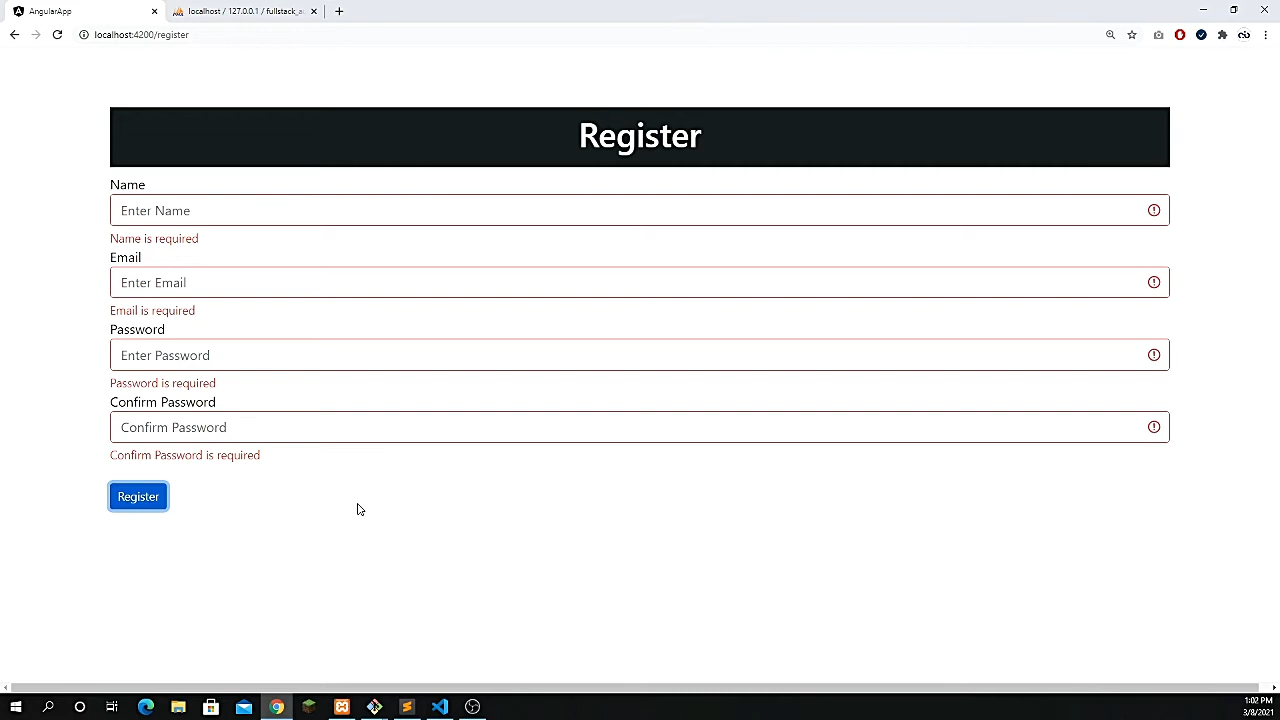 AngularApp
localhost / 127.0.0.1 / fullstack_a
localhost:4200/register
Register
Name
Enter Name
Name is required
Email
Enter Email
Email is required
Password
Enter Password
Password is required
Confirm Password
Confirm Password
Confirm Password is required
Register
1:02 PM
3/8/2021